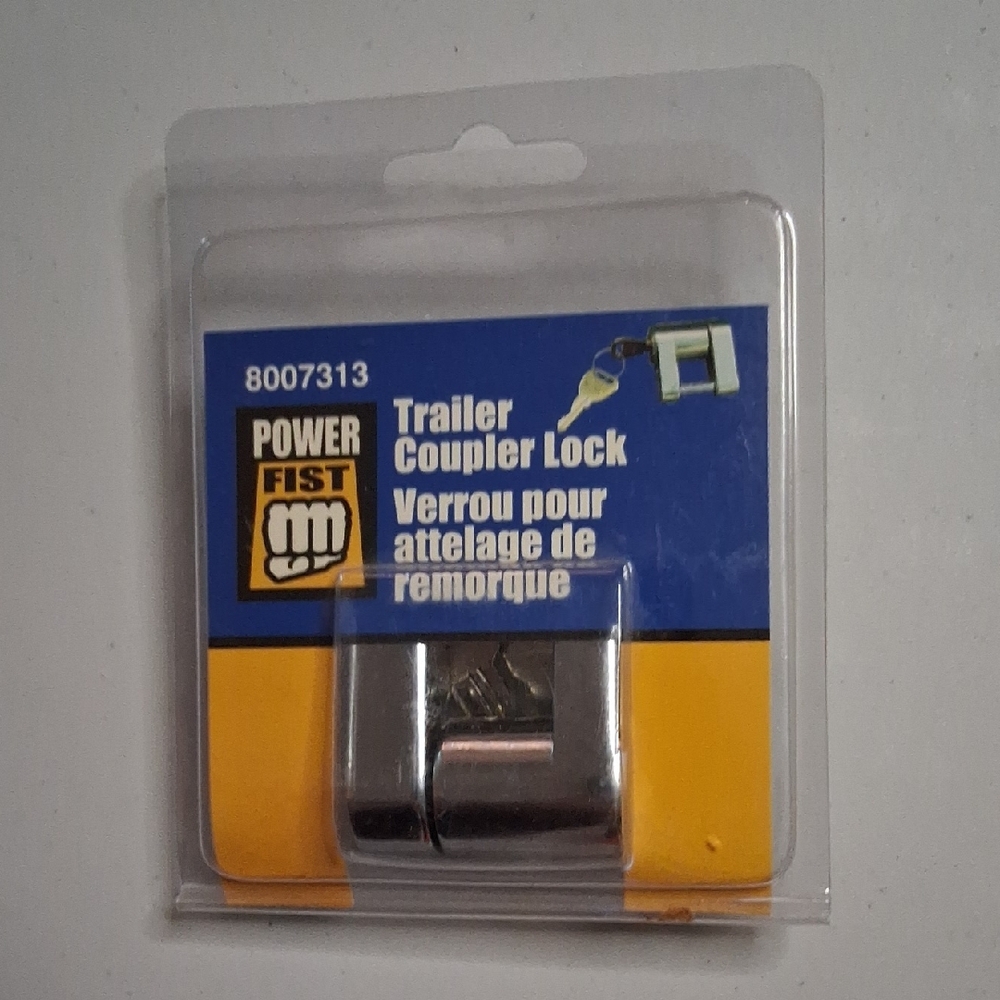 8007313
POWER
FIST
Trailer
Coupler Lock
Verrou pour
attelage de
remorque